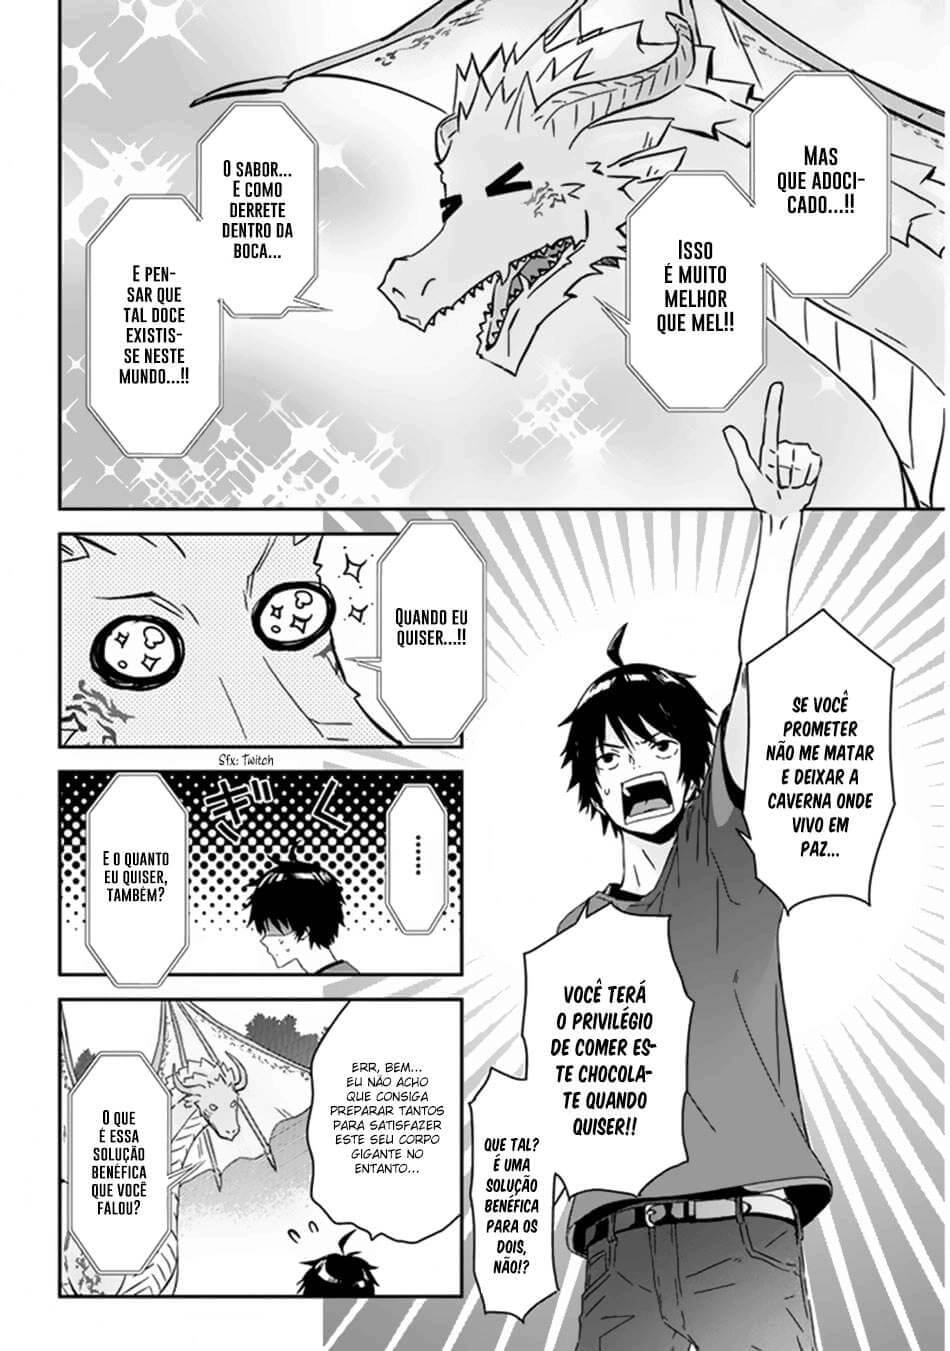 MAS
QUE ADOCI-
CADO...!!
ISSO
É MUITO
MELHOR
QUE MEL!!
O SABOR...
E COMO
DERRETE
DENTRO DA
BOCA...
E PEN-
SAR QUE
TAL DOCE
EXISTIS-
SE NESTE
MUNDO...!!
SE VOCÊ
PROMETER
NÃO ME MATAR
E DEIXAR A
CAVERNA ONDE
VIVO EM
PAZ...
VOCÊ TERÁ
O PRIVILÉGIO
DE COMER ES-
TE CHOCOLA-
TE QUANDO
QUISER!!
QUE TAL?
É UMA
SOLUÇÃO
BENÉFICA
PARA OS
DOIS,
NÃO!?
QUANDO EU
QUISER...!!
Sfx: Twitch
ギ
ク
........
E O QUANTO
EU QUISER,
TAMBÉM?
ERR, BEM...
EU NÃO ACHO
QUE CONSIGA
PREPARAR TANTOS
PARA SATISFAZER
ESTE SEU CORPO
GIGANTE NO
ENTANTO...
O QUE
É ESSA
SOLUÇÃO
BENÉFICA
QUE VOCÊ
FALOU?